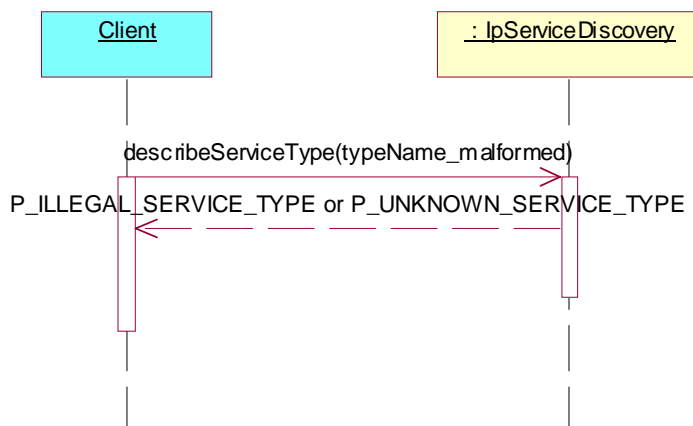 Client
: IpServiceDiscovery
describeServiceType(typeName_malformed)
P_ILLEGAL_SERVICE_TYPE or P_UNKNOWN_SERVICE_TYPE